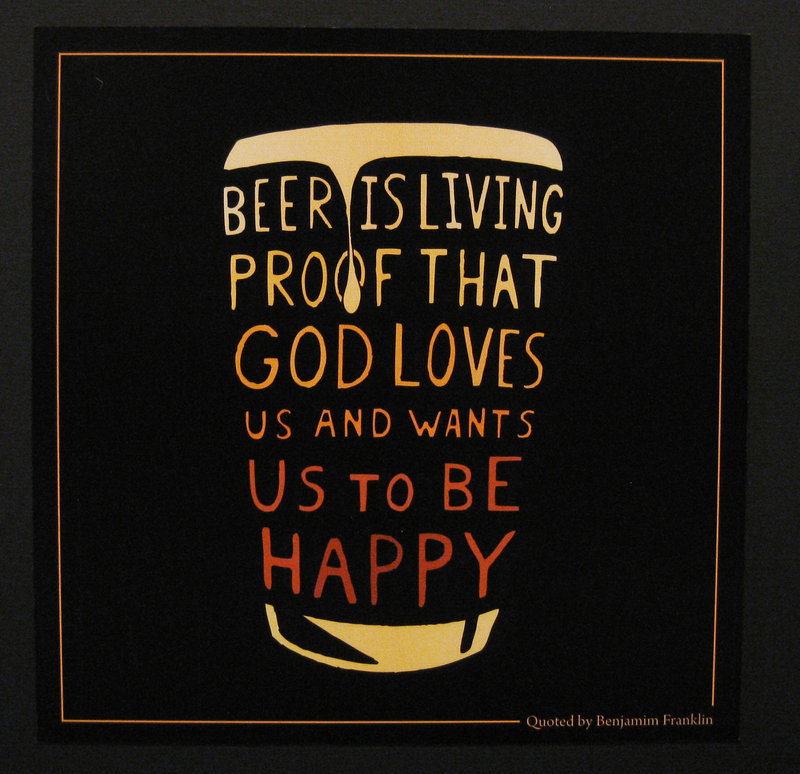 BEER IS LIVING
PROOF THAT
GOD LOVES
US AND WANTS
US TO BE
HAPPY
Quoted by Benjamim Franklin